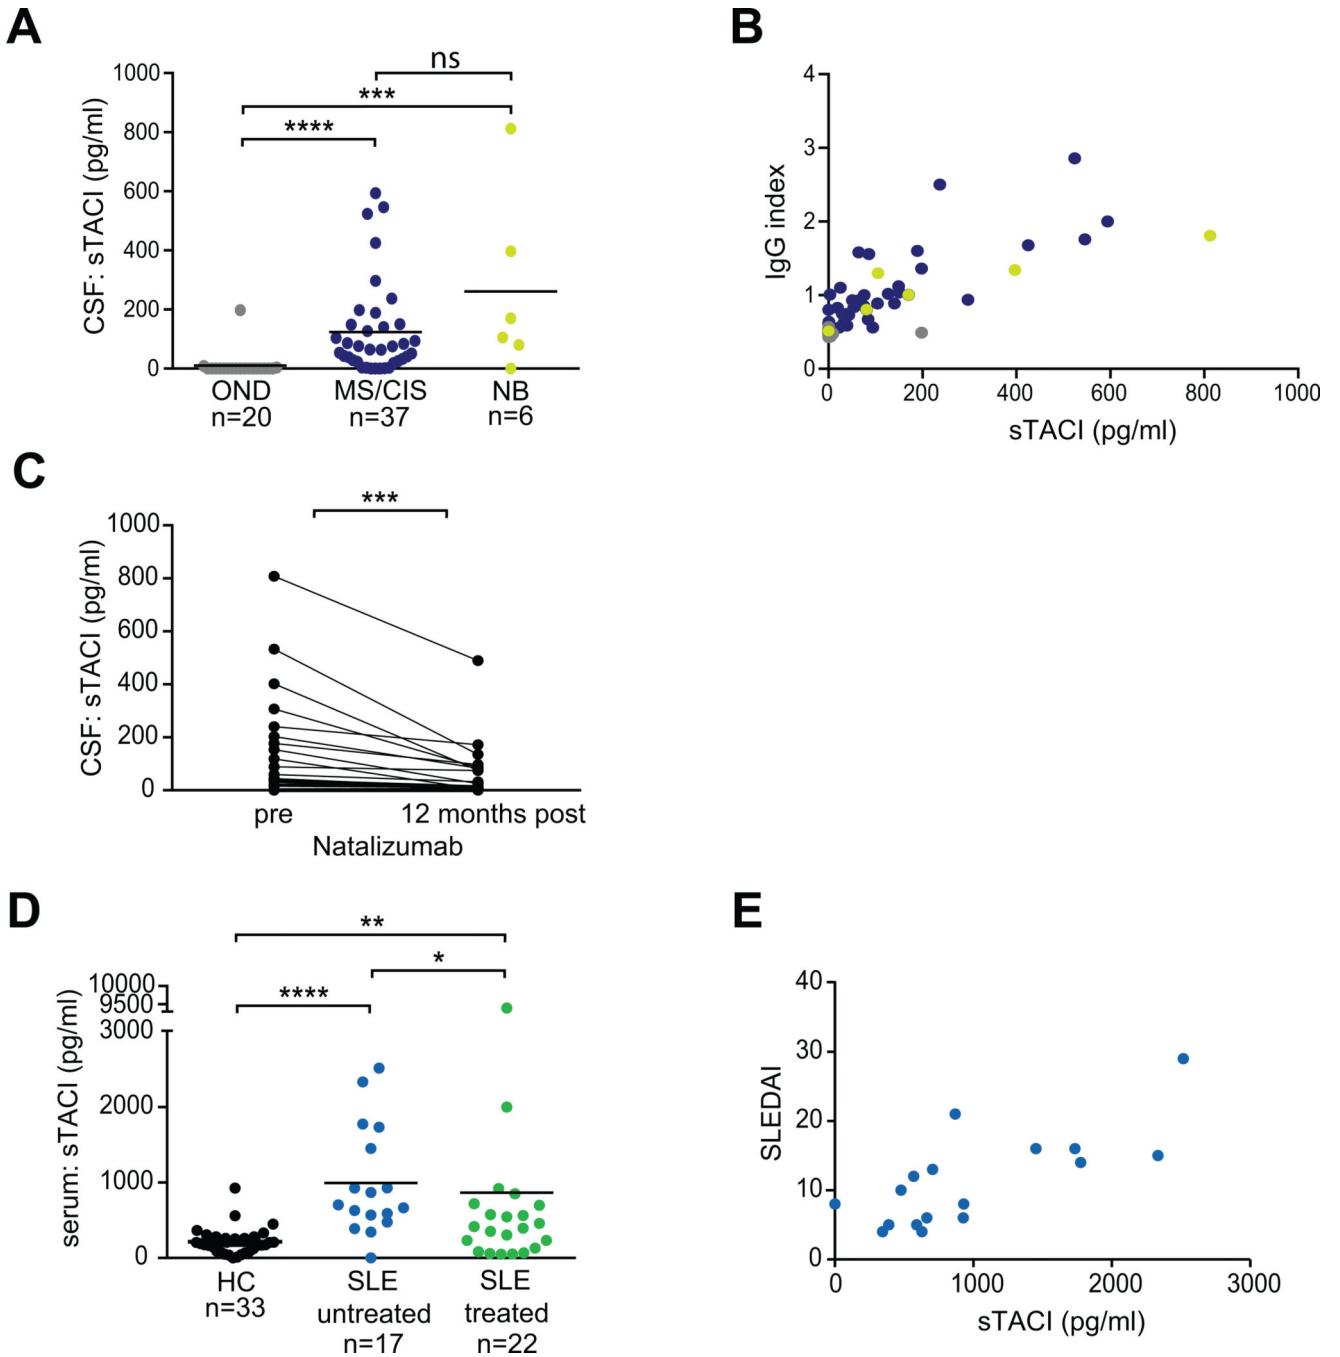 A
CSF: sTACI (pg/ml)
1000
800
600
400
200
0
ns
***
****
OND
n=20
MS/CIS
n=37
NB
n=6
B
IgG index
4
3
2
1
0
0 200 400 600 800 1000
sTACI (pg/ml)
C
CSF: sTACI (pg/ml)
1000
800
600
400
200
0
***
pre
12 months post
Natalizumab
D
serum: sTACI (pg/ml)
10000
9500
3000
2000
1000
0
**
*
****
HC
n=33
SLE
untreated
n=17
SLE
treated
n=22
E
SLEDAI
40
30
20
10
0
0 1000 2000 3000
sTACI (pg/ml)